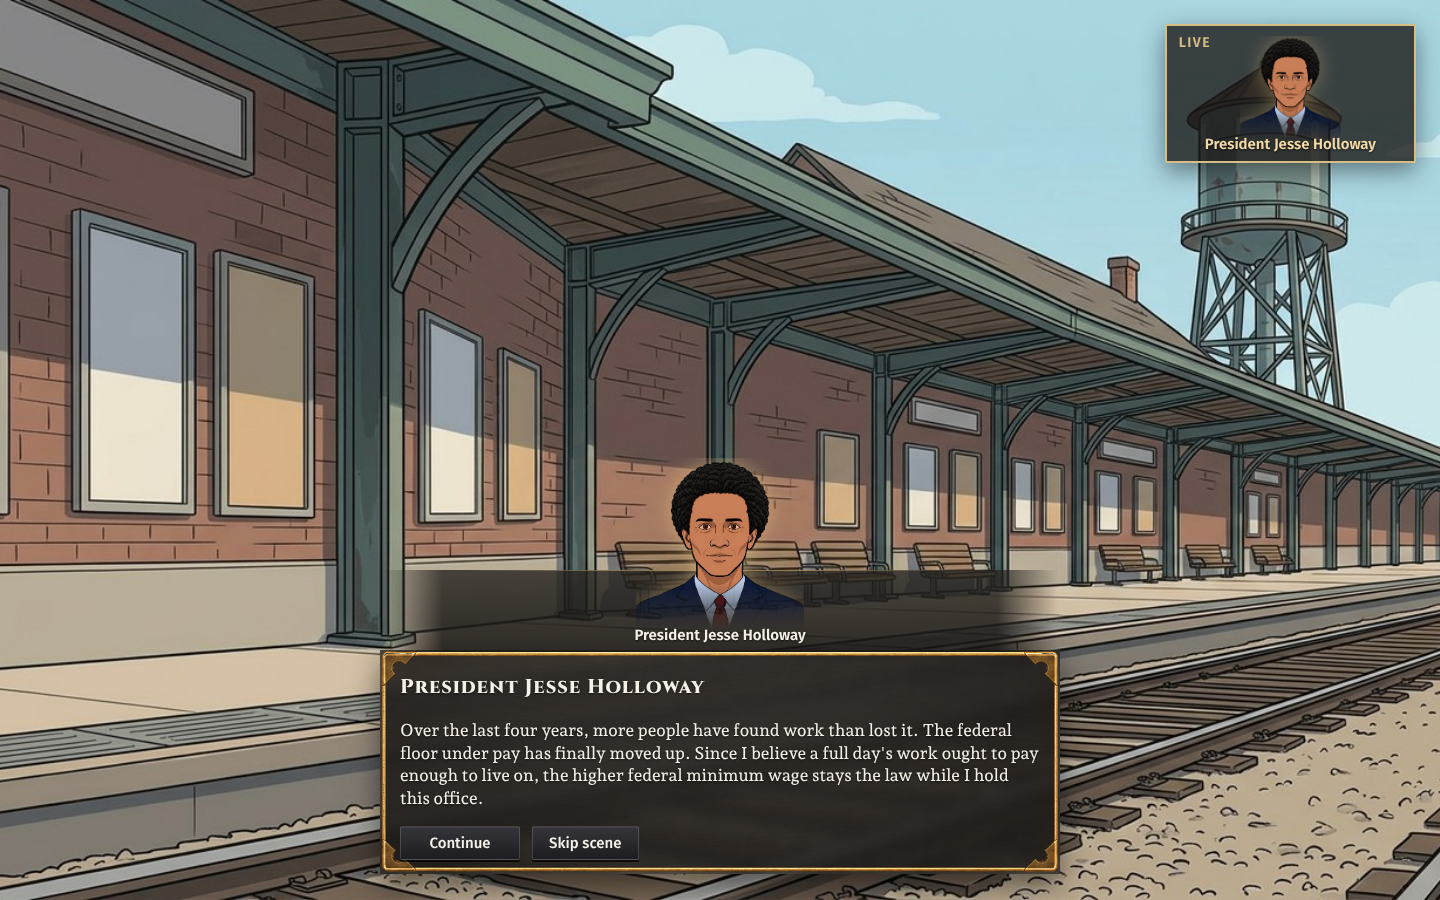 LIVE
President Jesse Holloway
President Jesse Holloway
President Jesse Holloway
Over the last four years, more people have found work than lost it. The federal
floor under pay has finally moved up. Since I believe a full day's work ought to pay
enough to live on, the higher federal minimum wage stays the law while I hold
this office.
Continue
Skip scene